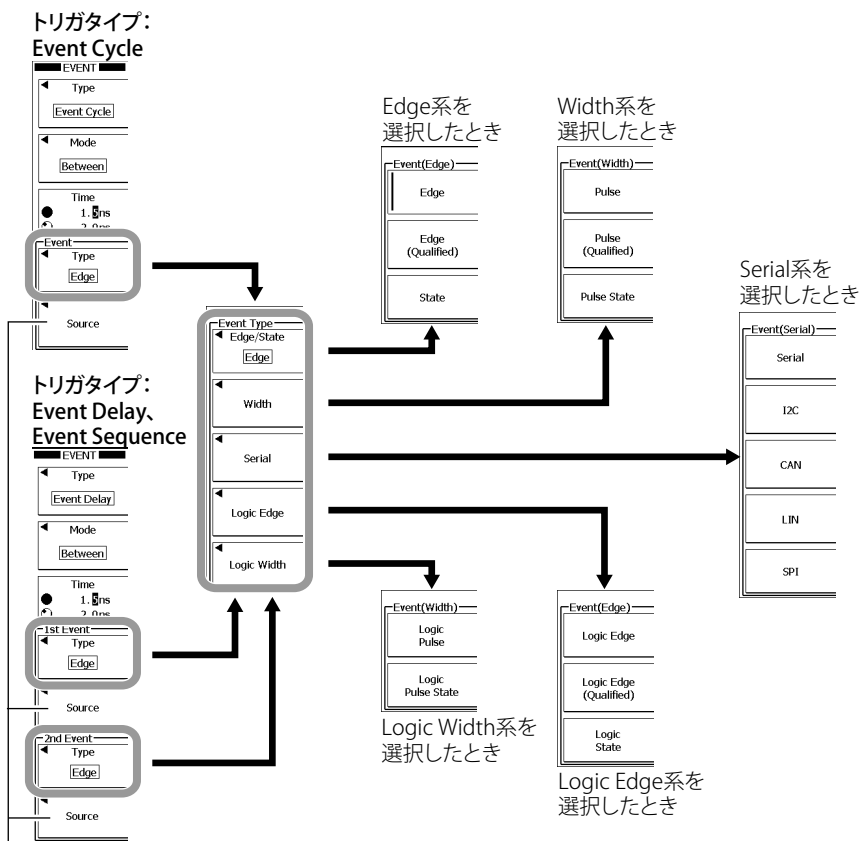 トリガタイプ:
Event Cycle
EVENT
Type
Event Cycle
Mode
Between
Time
1.5ns
2.0ns
Event
Type
Edge
Source
トリガタイプ:
Event Delay、
Event Sequence
EVENT
Type
Event Delay
Mode
Between
Time
1.5ns
2.0ns
1st Event
Type
Edge
Source
2nd Event
Type
Edge
Source
Event Type
Edge/State
Edge
Width
Serial
Logic Edge
Logic Width
Edge系を
選択したとき
Event(Edge)
Edge
Edge
(Qualified)
State
Width系を
選択したとき
Event(Width)
Pulse
Pulse
(Qualified)
Pulse State
Serial系を
選択したとき
Event(Serial)
Serial
I2C
CAN
LIN
SPI
Event(Width)
Logic
Pulse
Logic
Pulse State
Logic Width系を
選択したとき
Event(Edge)
Logic Edge
Logic Edge
(Qualified)
Logic
State
Logic Edge系を
選択したとき